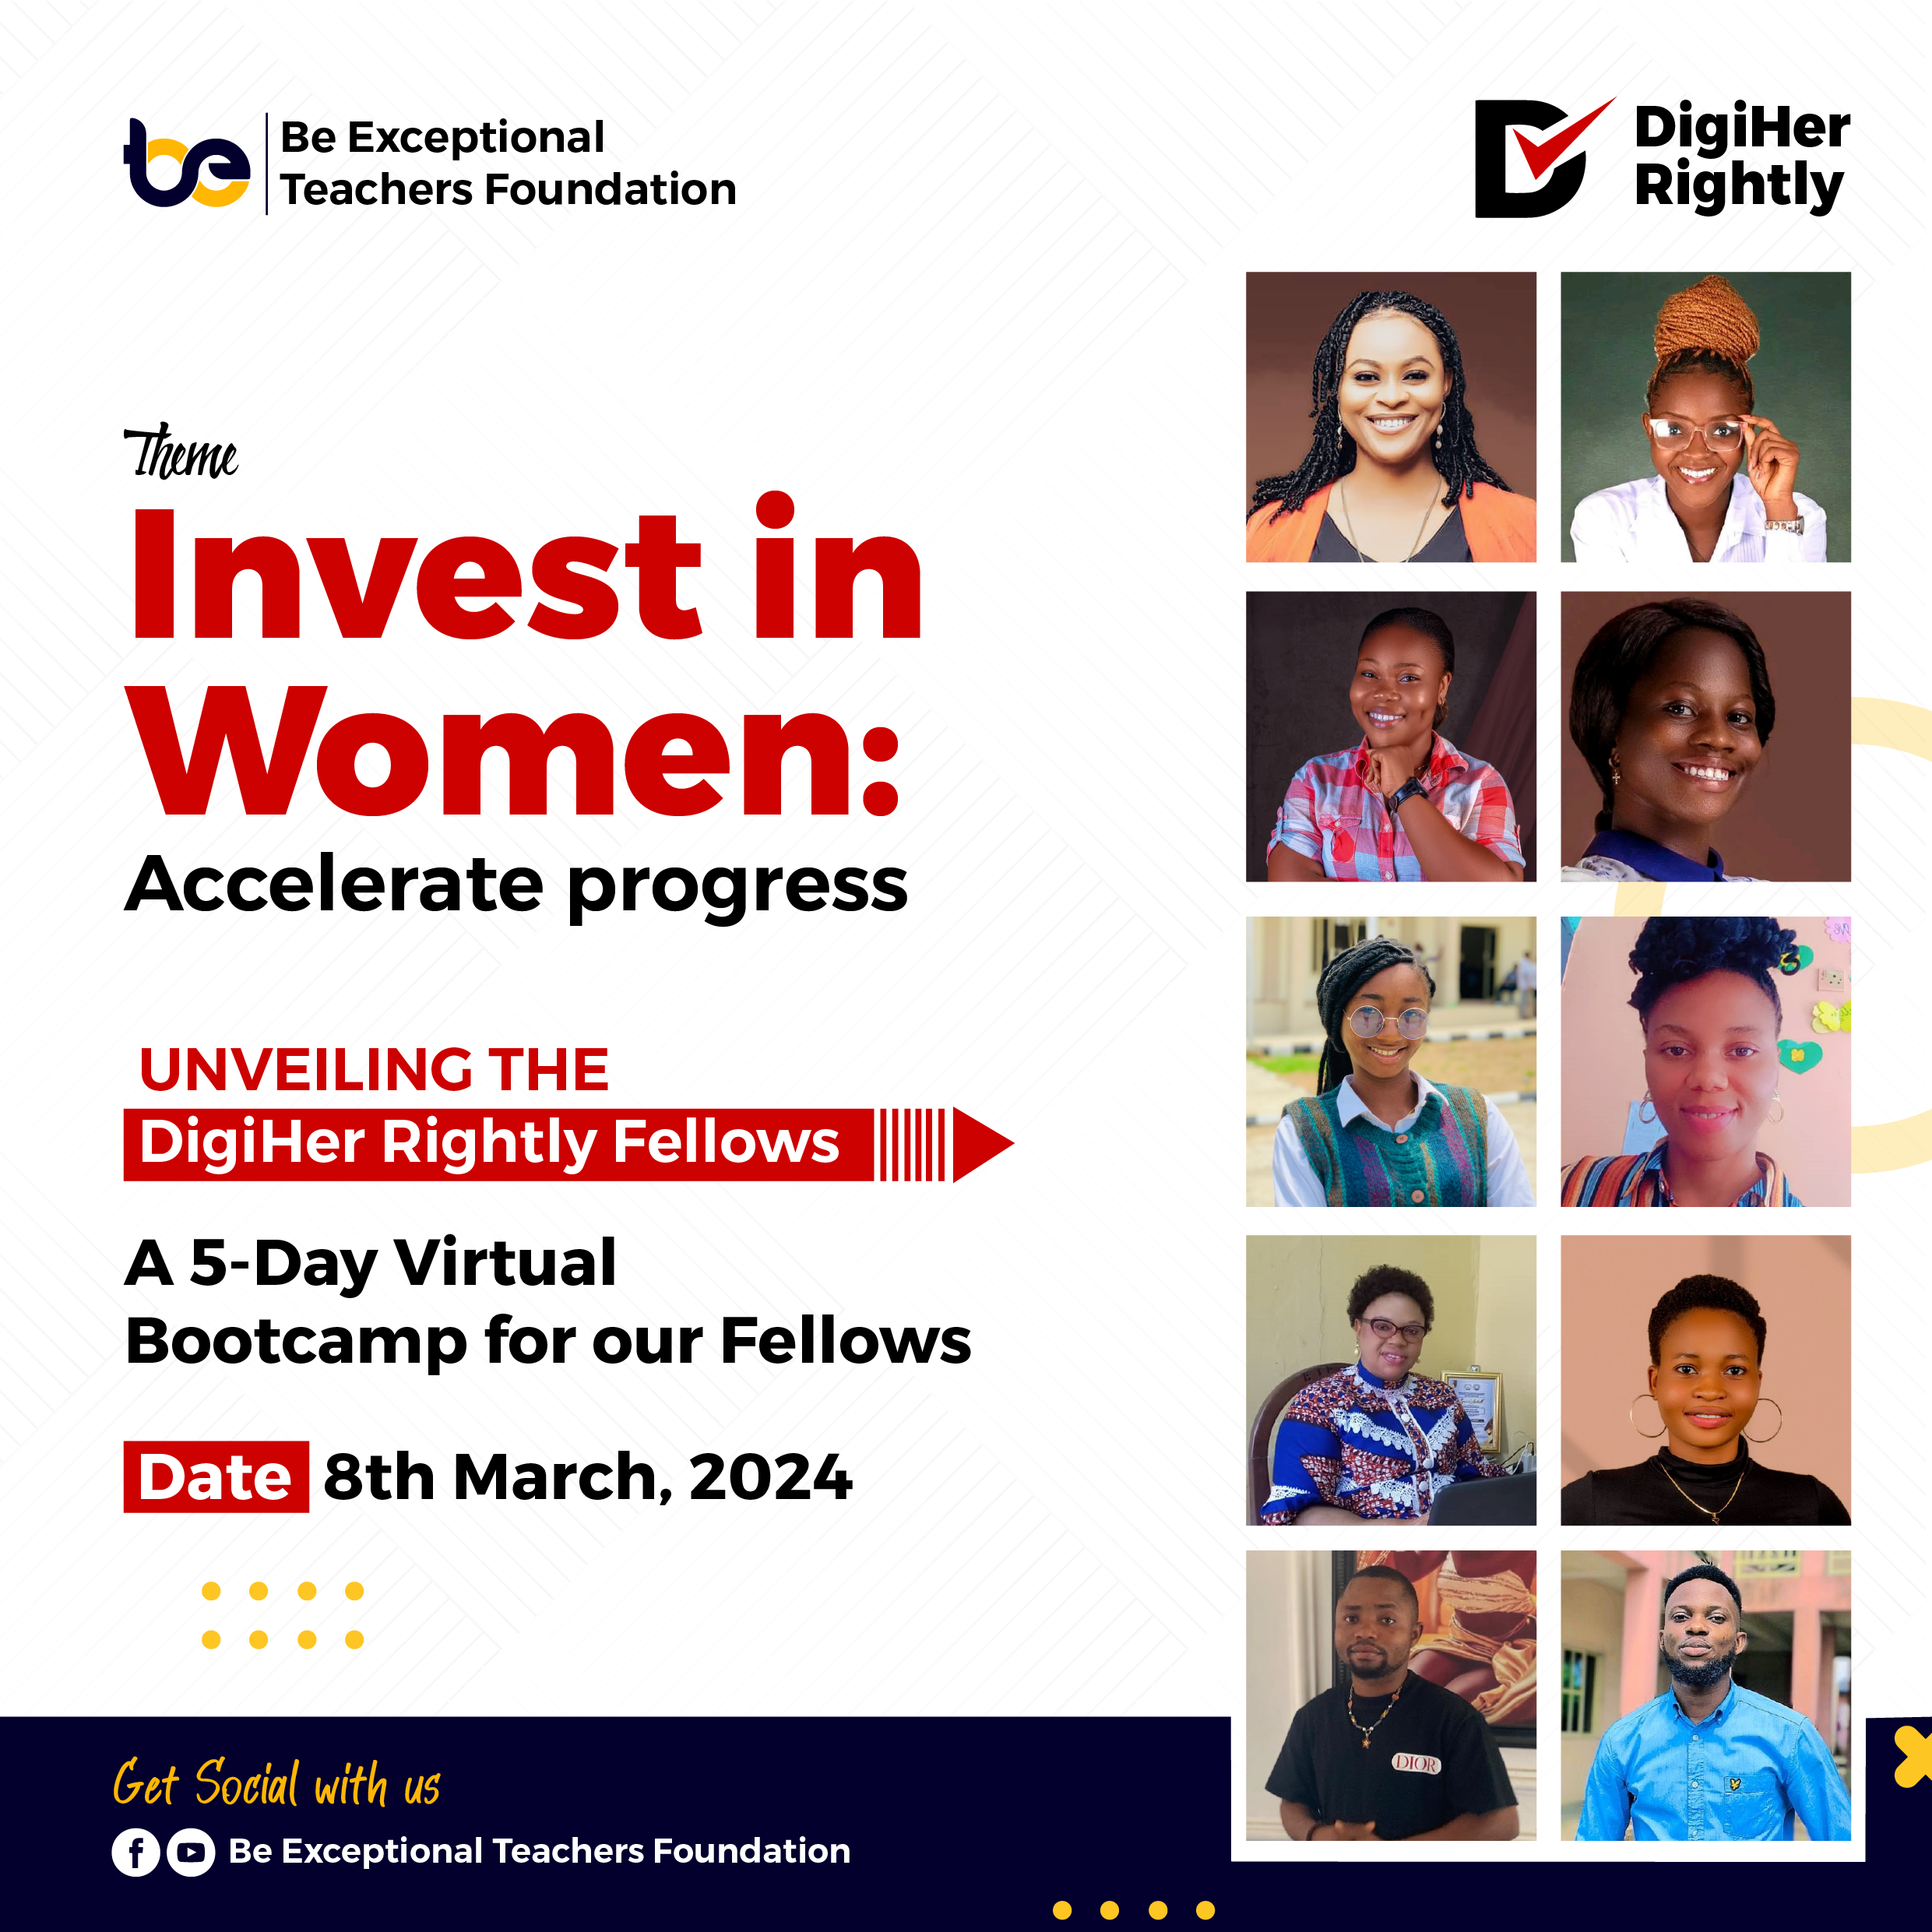 Be Exceptional
Teachers Foundation
DigiHer
Rightly
Theme
Invest in
Women:
Accelerate progress
UNVEILING THE
DigiHer Rightly Fellows
A 5-Day Virtual
Bootcamp for our Fellows
Date 8th March, 2024
DIOR
Get Social with us
Be Exceptional Teachers Foundation